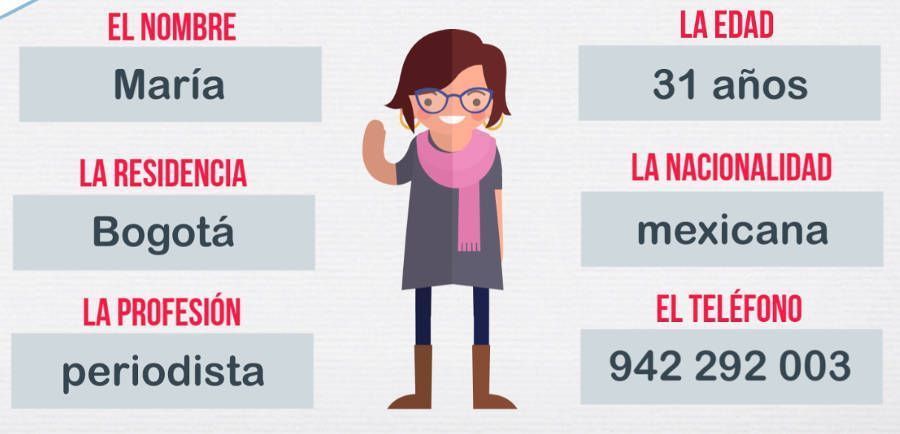 EL NOMBRE
María
LA RESIDENCIA
Bogotá
LA PROFESIÓN
periodista
LA EDAD
31 años
LA NACIONALIDAD
mexicana
EL TELÉFONO
942 292 003